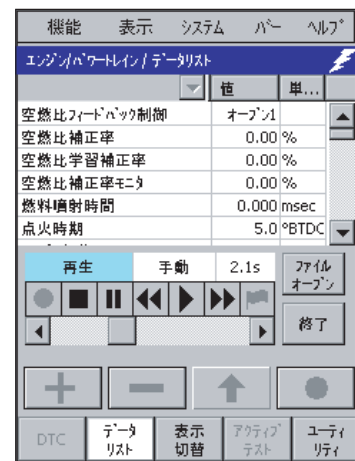 機能 表示 ｼｽﾃﾑ ﾊﾞｰ ﾍﾙﾌﾟ
ｴﾝｼﾞﾝ/ﾊﾟﾜｰﾄﾚｲﾝ / ﾃﾞｰﾀﾘｽﾄ
値 単...
空燃比ﾌｨｰﾄﾞﾊﾞｯｸ制御 ｵｰﾌﾟﾝ1
空燃比補正率 0.00 %
空燃比学習補正率 0.00 %
空燃比補正率ﾓﾆﾀ 0.00 %
燃料噴射時間 0.000 msec
点火時期 5.0 °BTDC
再生 手動 2.1s ﾌｧｲﾙ
ｵｰﾌﾟﾝ
終了
DTC ﾃﾞｰﾀ
ﾘｽﾄ 表示
切替 ｱｸﾃｨﾌﾞ
ﾃｽﾄ ﾕｰﾃｨ
ﾘﾃｨ